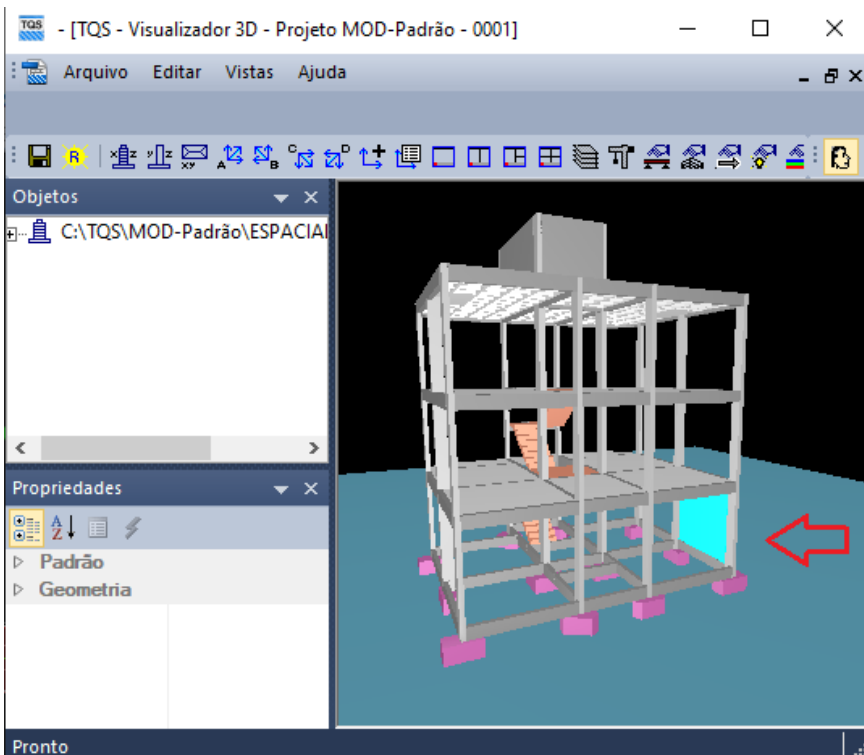 TQS - [TQS - Visualizador 3D - Projeto MOD-Padrão - 0001]
Arquivo Editar Vistas Ajuda
Objetos
C:\TQS\MOD-Padrão\ESPACIAI
Propriedades
Padrão
Geometria
Pronto